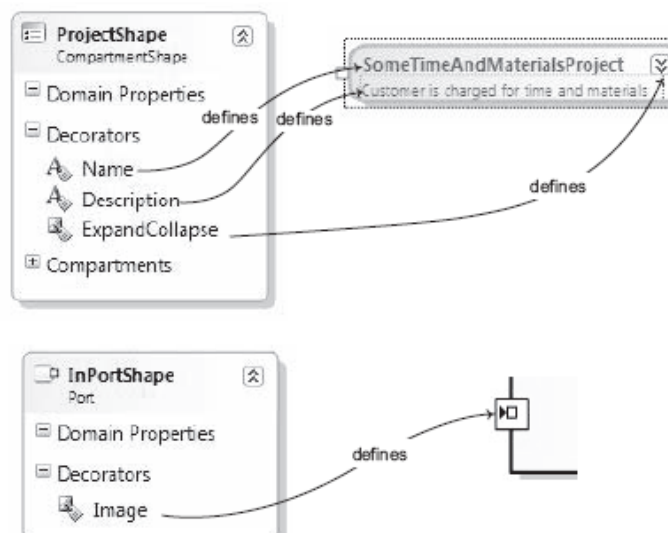 ProjectShape
CompartmentShape
Domain Properties
Decorators
Name
Description
ExpandCollapse
Compartments
defines
defines
defines
SomeTimeAndMaterialsProject
Customer is charged for time and materials
InPortShape
Port
Domain Properties
Decorators
Image
defines